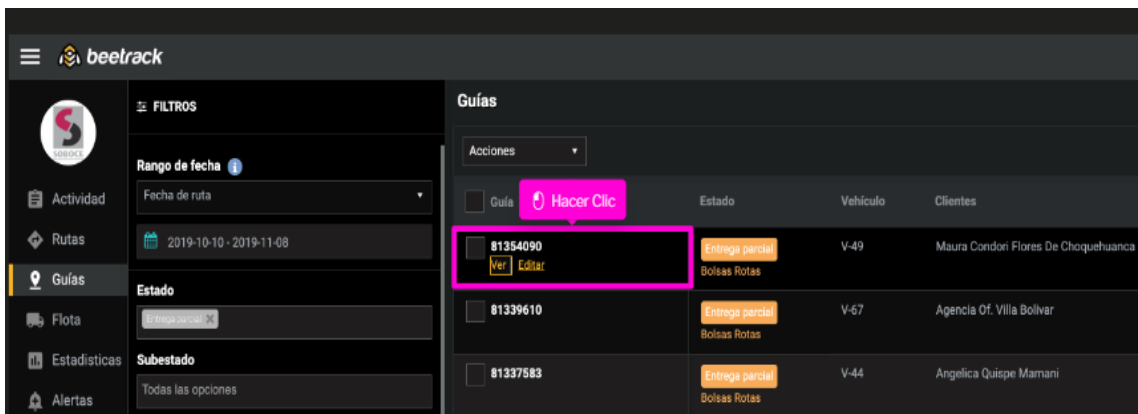 beetrack
SOBOCE
Actividad
Rutas
Guías
Flota
Estadisticas
Alertas
FILTROS
Rango de fecha
Fecha de ruta
2019-10-10 - 2019-11-08
Estado
Entrega parcial
Subestado
Todas las opciones
Guías
Acciones
Guía
Hacer Clic
Estado
Vehículo
Clientes
81354090
Ver Editar
Entrega parcial
Bolsas Rotas
V-49
Maura Condori Flores De Choquehuanca
81339610
Entrega parcial
Bolsas Rotas
V-67
Agencia Of. Villa Bolivar
81337583
Entrega parcial
Bolsas Rotas
V-44
Angelica Quispe Mamani